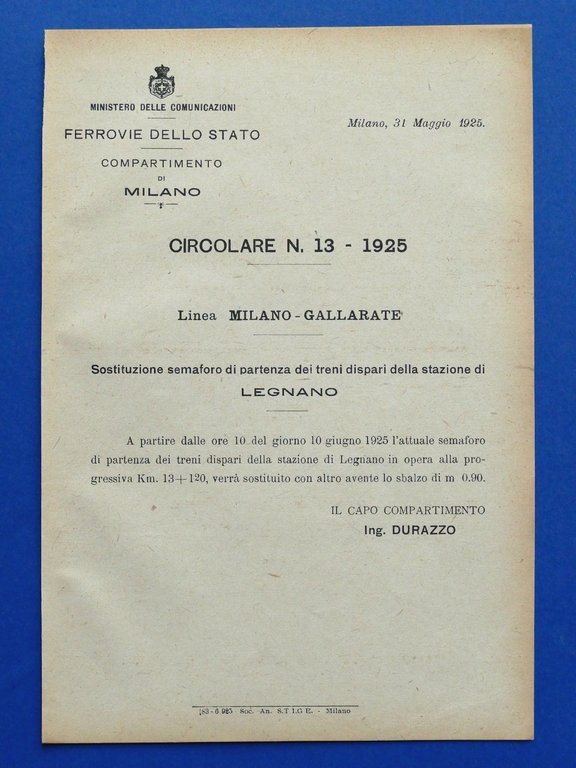 MINISTERO DELLE COMUNICAZIONI
FERROVIE DELLO STATO
COMPARTIMENTO
DI
MILANO
Milano, 31 Maggio 1925.
CIRCOLARE N. 13 - 1925
Linea MILANO - GALLARATE
Sostituzione semaforo di partenza dei treni dispari della stazione di
LEGNANO
A partire dalle ore 10 del giorno 10 giugno 1925 l'attuale semaforo
di partenza dei treni dispari della stazione di Legnano in opera alla pro-
gressiva Km. 13+120, verrà sostituito con altro avente lo sbalzo di m 0.90.
IL CAPO COMPARTIMENTO
Ing. DURAZZO
183-6 925 Soc. An. S.T.I.G.E. - Milano